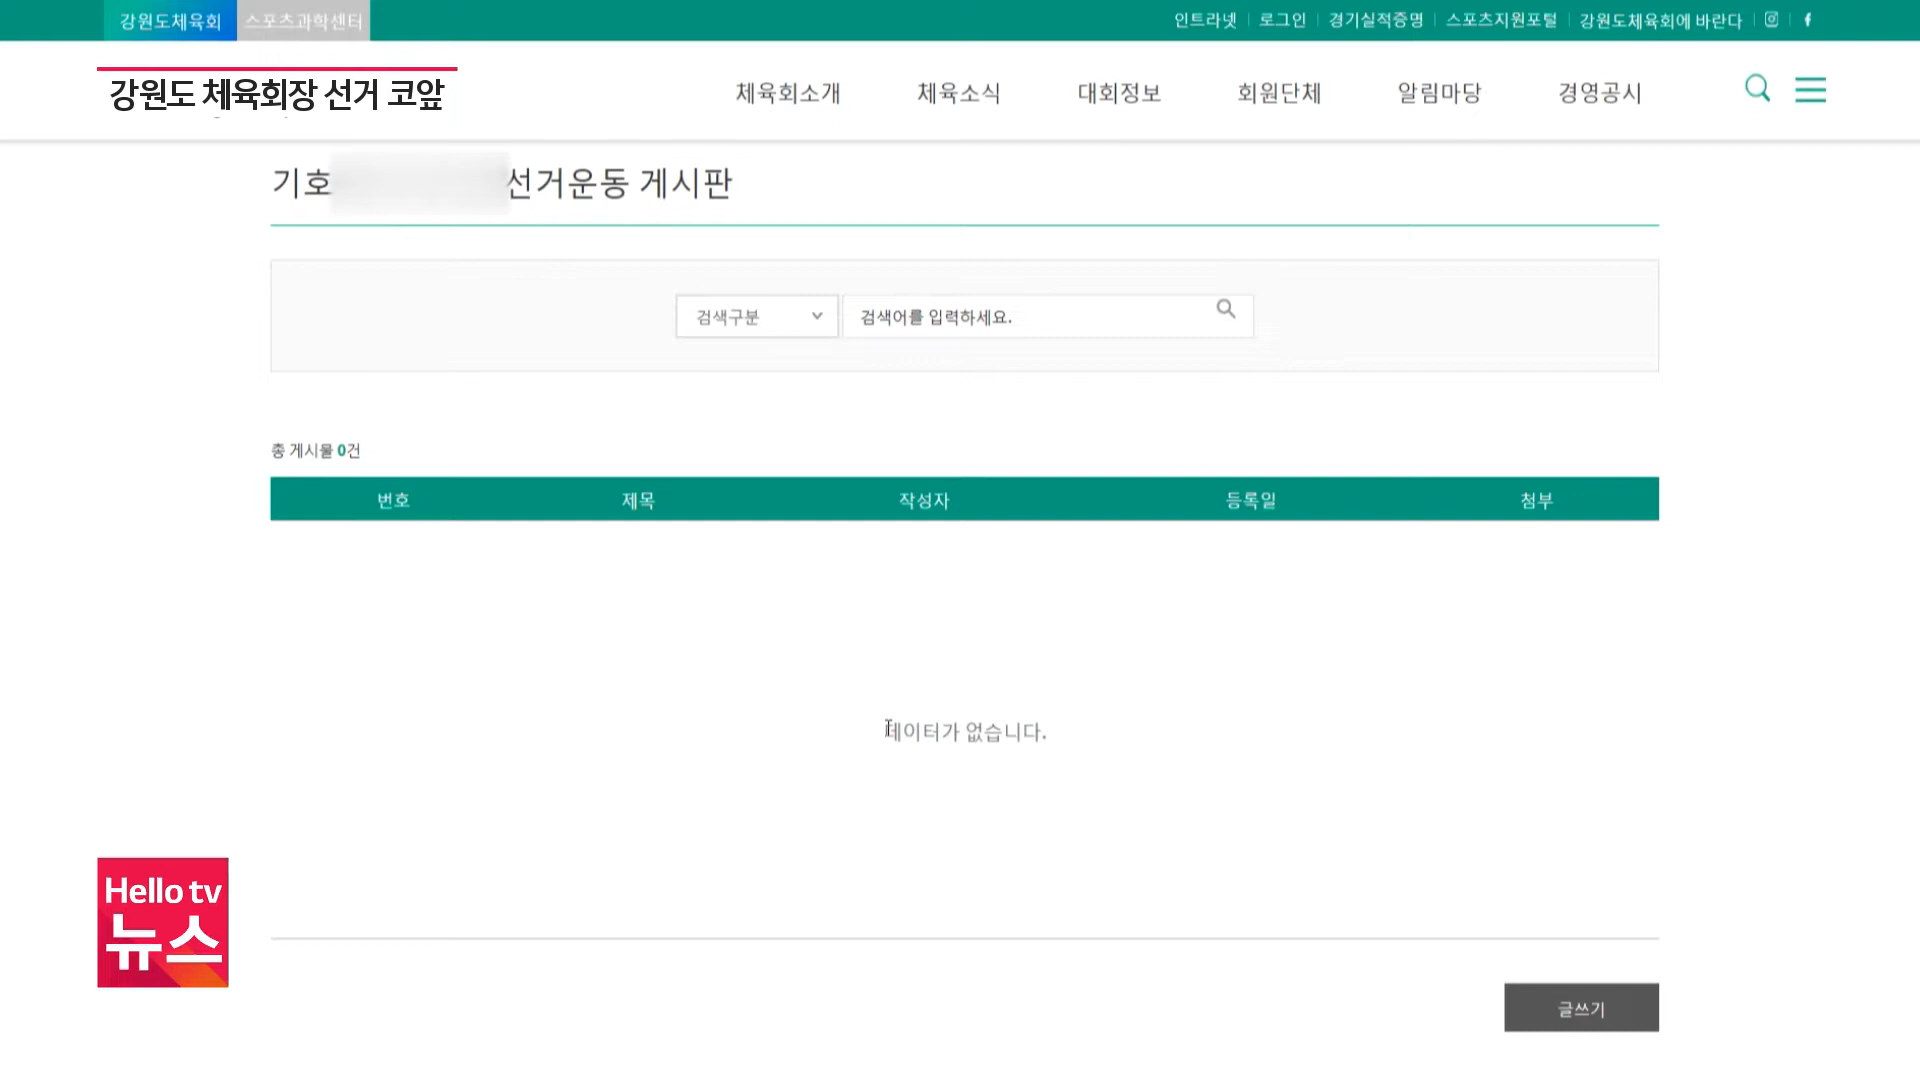 강원도체육회 스포츠과학센터 인트라넷 로그인 경기실적증명 스포츠지원포털 강원도체육회에 바란다
강원도 체육회장 선거 코앞
체육회소개 체육소식 대회정보 회원단체 알림마당 경영공시
기호 선거운동 게시판
검색구분 검색어를 입력하세요.
총 게시물 0건
번호 제목 작성자 등록일 첨부
데이터가 없습니다.
Hello tv
뉴스
글쓰기